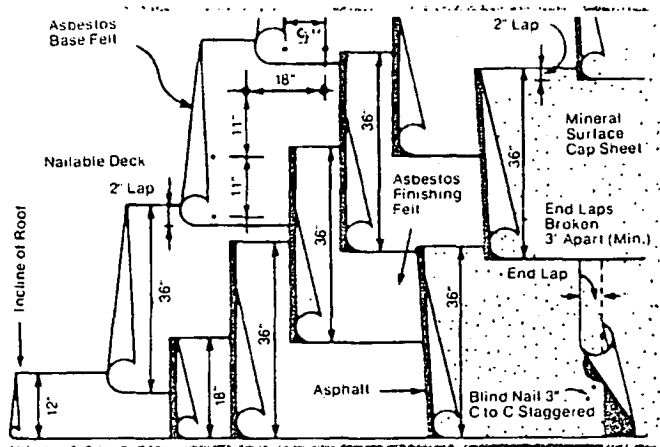 Asbestos
Base Felt
9"
2" Lap
18"
11"
36"
36"
Mineral
Surface
Cap Sheet
Nailable Deck
11"
2" Lap
Asbestos
Finishing
Felt
End Laps
Broken
3' Apart (Min.)
Incline of Roof
36"
36"
End Lap
36"
36"
12"
18"
Asphalt
Blind Nail 3"
C to C Staggered